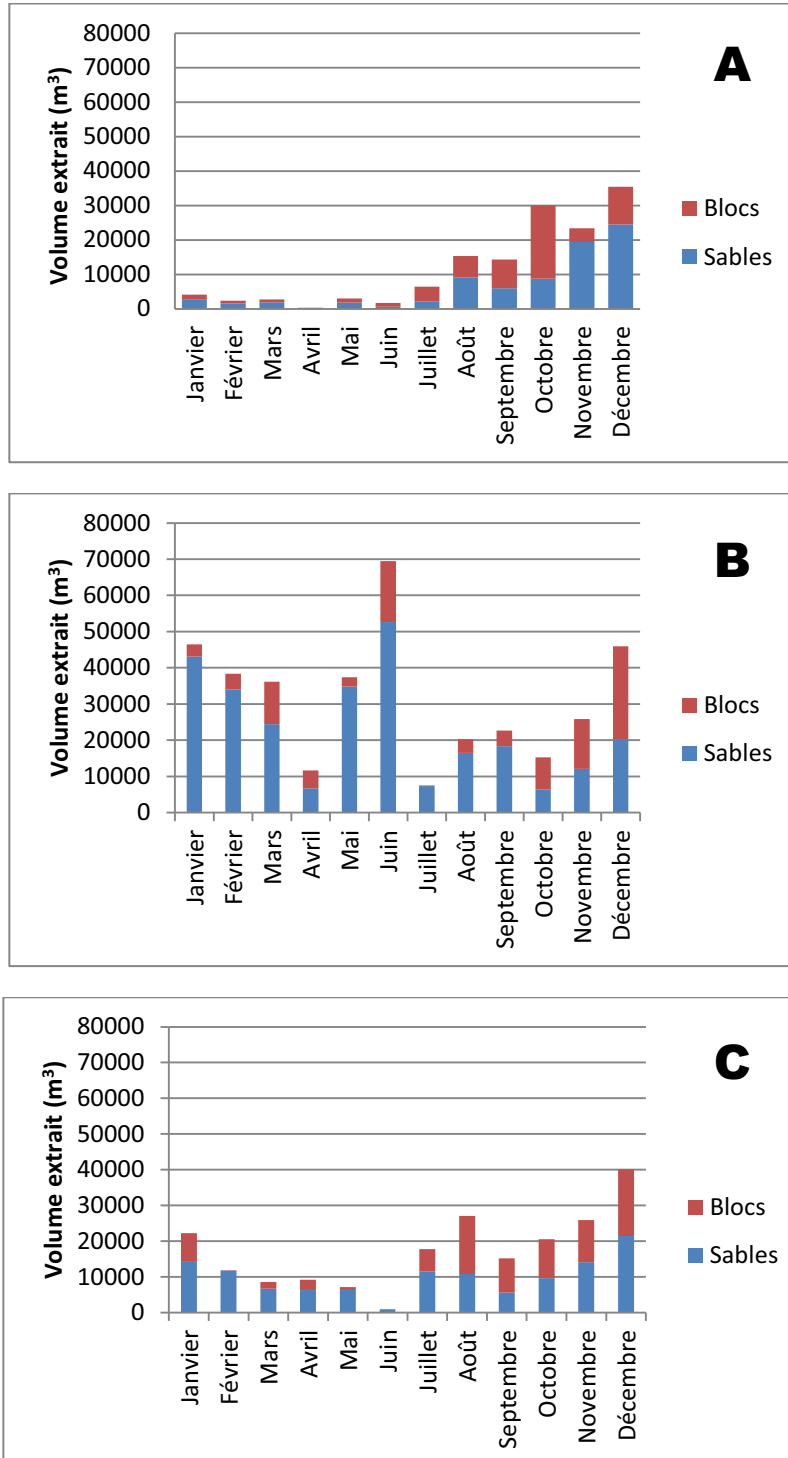 A
Volume extrait (m³)
80000
70000
60000
50000
40000
30000
20000
10000
0
Janvier
Février
Mars
Avril
Mai
Juin
Juillet
Août
Septembre
Octobre
Novembre
Décembre
Blocs
Sables
B
Volume extrait (m³)
80000
70000
60000
50000
40000
30000
20000
10000
0
Janvier
Février
Mars
Avril
Mai
Juin
Juillet
Août
Septembre
Octobre
Novembre
Décembre
Blocs
Sables
C
Volume extrait (m³)
80000
70000
60000
50000
40000
30000
20000
10000
0
Janvier
Février
Mars
Avril
Mai
Juin
Juillet
Août
Septembre
Octobre
Novembre
Décembre
Blocs
Sables